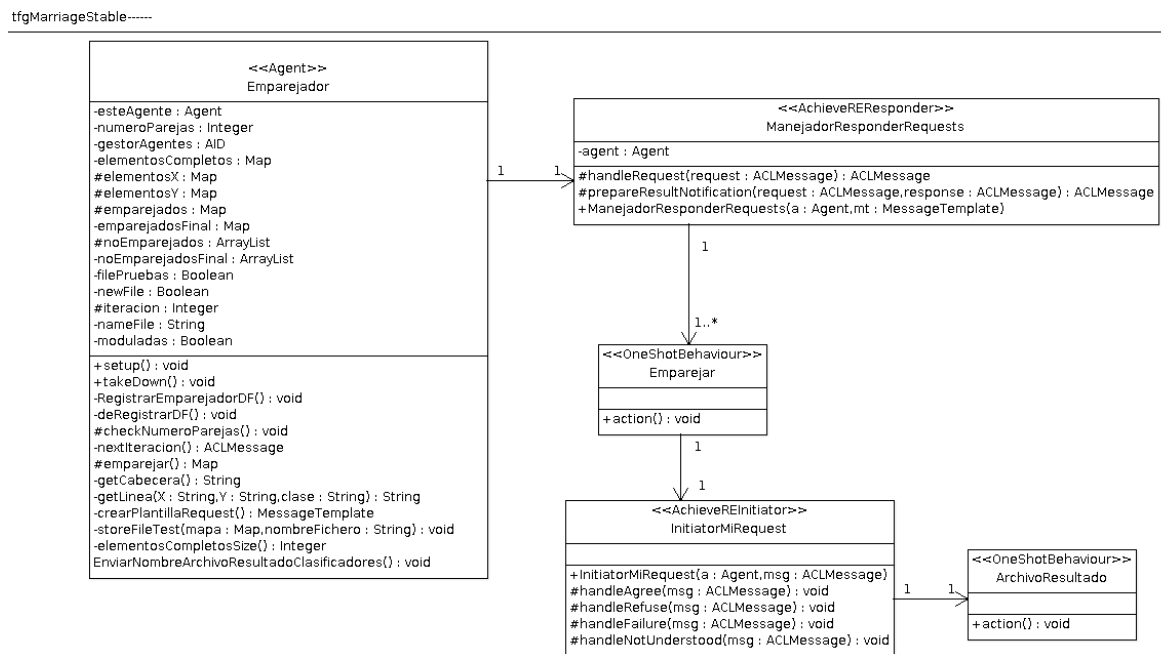 tfgMarriageStable------
<<Agent>>
Emparejador
-esteAgente : Agent
-numeroParejas : Integer
-gestorAgentes : AID
-elementosCompletos : Map
#elementosX : Map
#elementosY : Map
#emparejados : Map
-emparejadosFinal : Map
#noEmparejados : ArrayList
-noEmparejadosFinal : ArrayList
-filePruebas : Boolean
-newFile : Boolean
#iteracion : Integer
-nameFile : String
-moduladas : Boolean
+setup() : void
+takeDown() : void
-RegistrarEmparejadorDF() : void
-deRegistrarDF() : void
#checkNumeroParejas() : void
-nextIteracion() : ACLMessage
#emparejar() : Map
-getCabecera() : String
-getLinea(X : String,Y : String,clase : String) : String
-crearPlantillaRequest() : MessageTemplate
-storeFileTest(mapa : Map,nombreFichero : String) : void
-elementosCompletosSize() : Integer
EnviarNombreArchivoResultadoClasificadores() : void
1
1
<<AchieveREResponder>>
ManejadorResponderRequests
-agent : Agent
#handleRequest(request : ACLMessage) : ACLMessage
#prepareResultNotification(request : ACLMessage,response : ACLMessage) : ACLMessage
+ManejadorResponderRequests(a : Agent,mt : MessageTemplate)
1
1..*
<<OneShotBehaviour>>
Emparejar
+action() : void
1
1
<<AchieveREInitiator>>
InitiatorMiRequest
+InitiatorMiRequest(a : Agent,msg : ACLMessage)
#handleAgree(msg : ACLMessage) : void
#handleRefuse(msg : ACLMessage) : void
#handleFailure(msg : ACLMessage) : void
#handleNotUnderstood(msg : ACLMessage) : void
1
1
<<OneShotBehaviour>>
ArchivoResultado
+action() : void